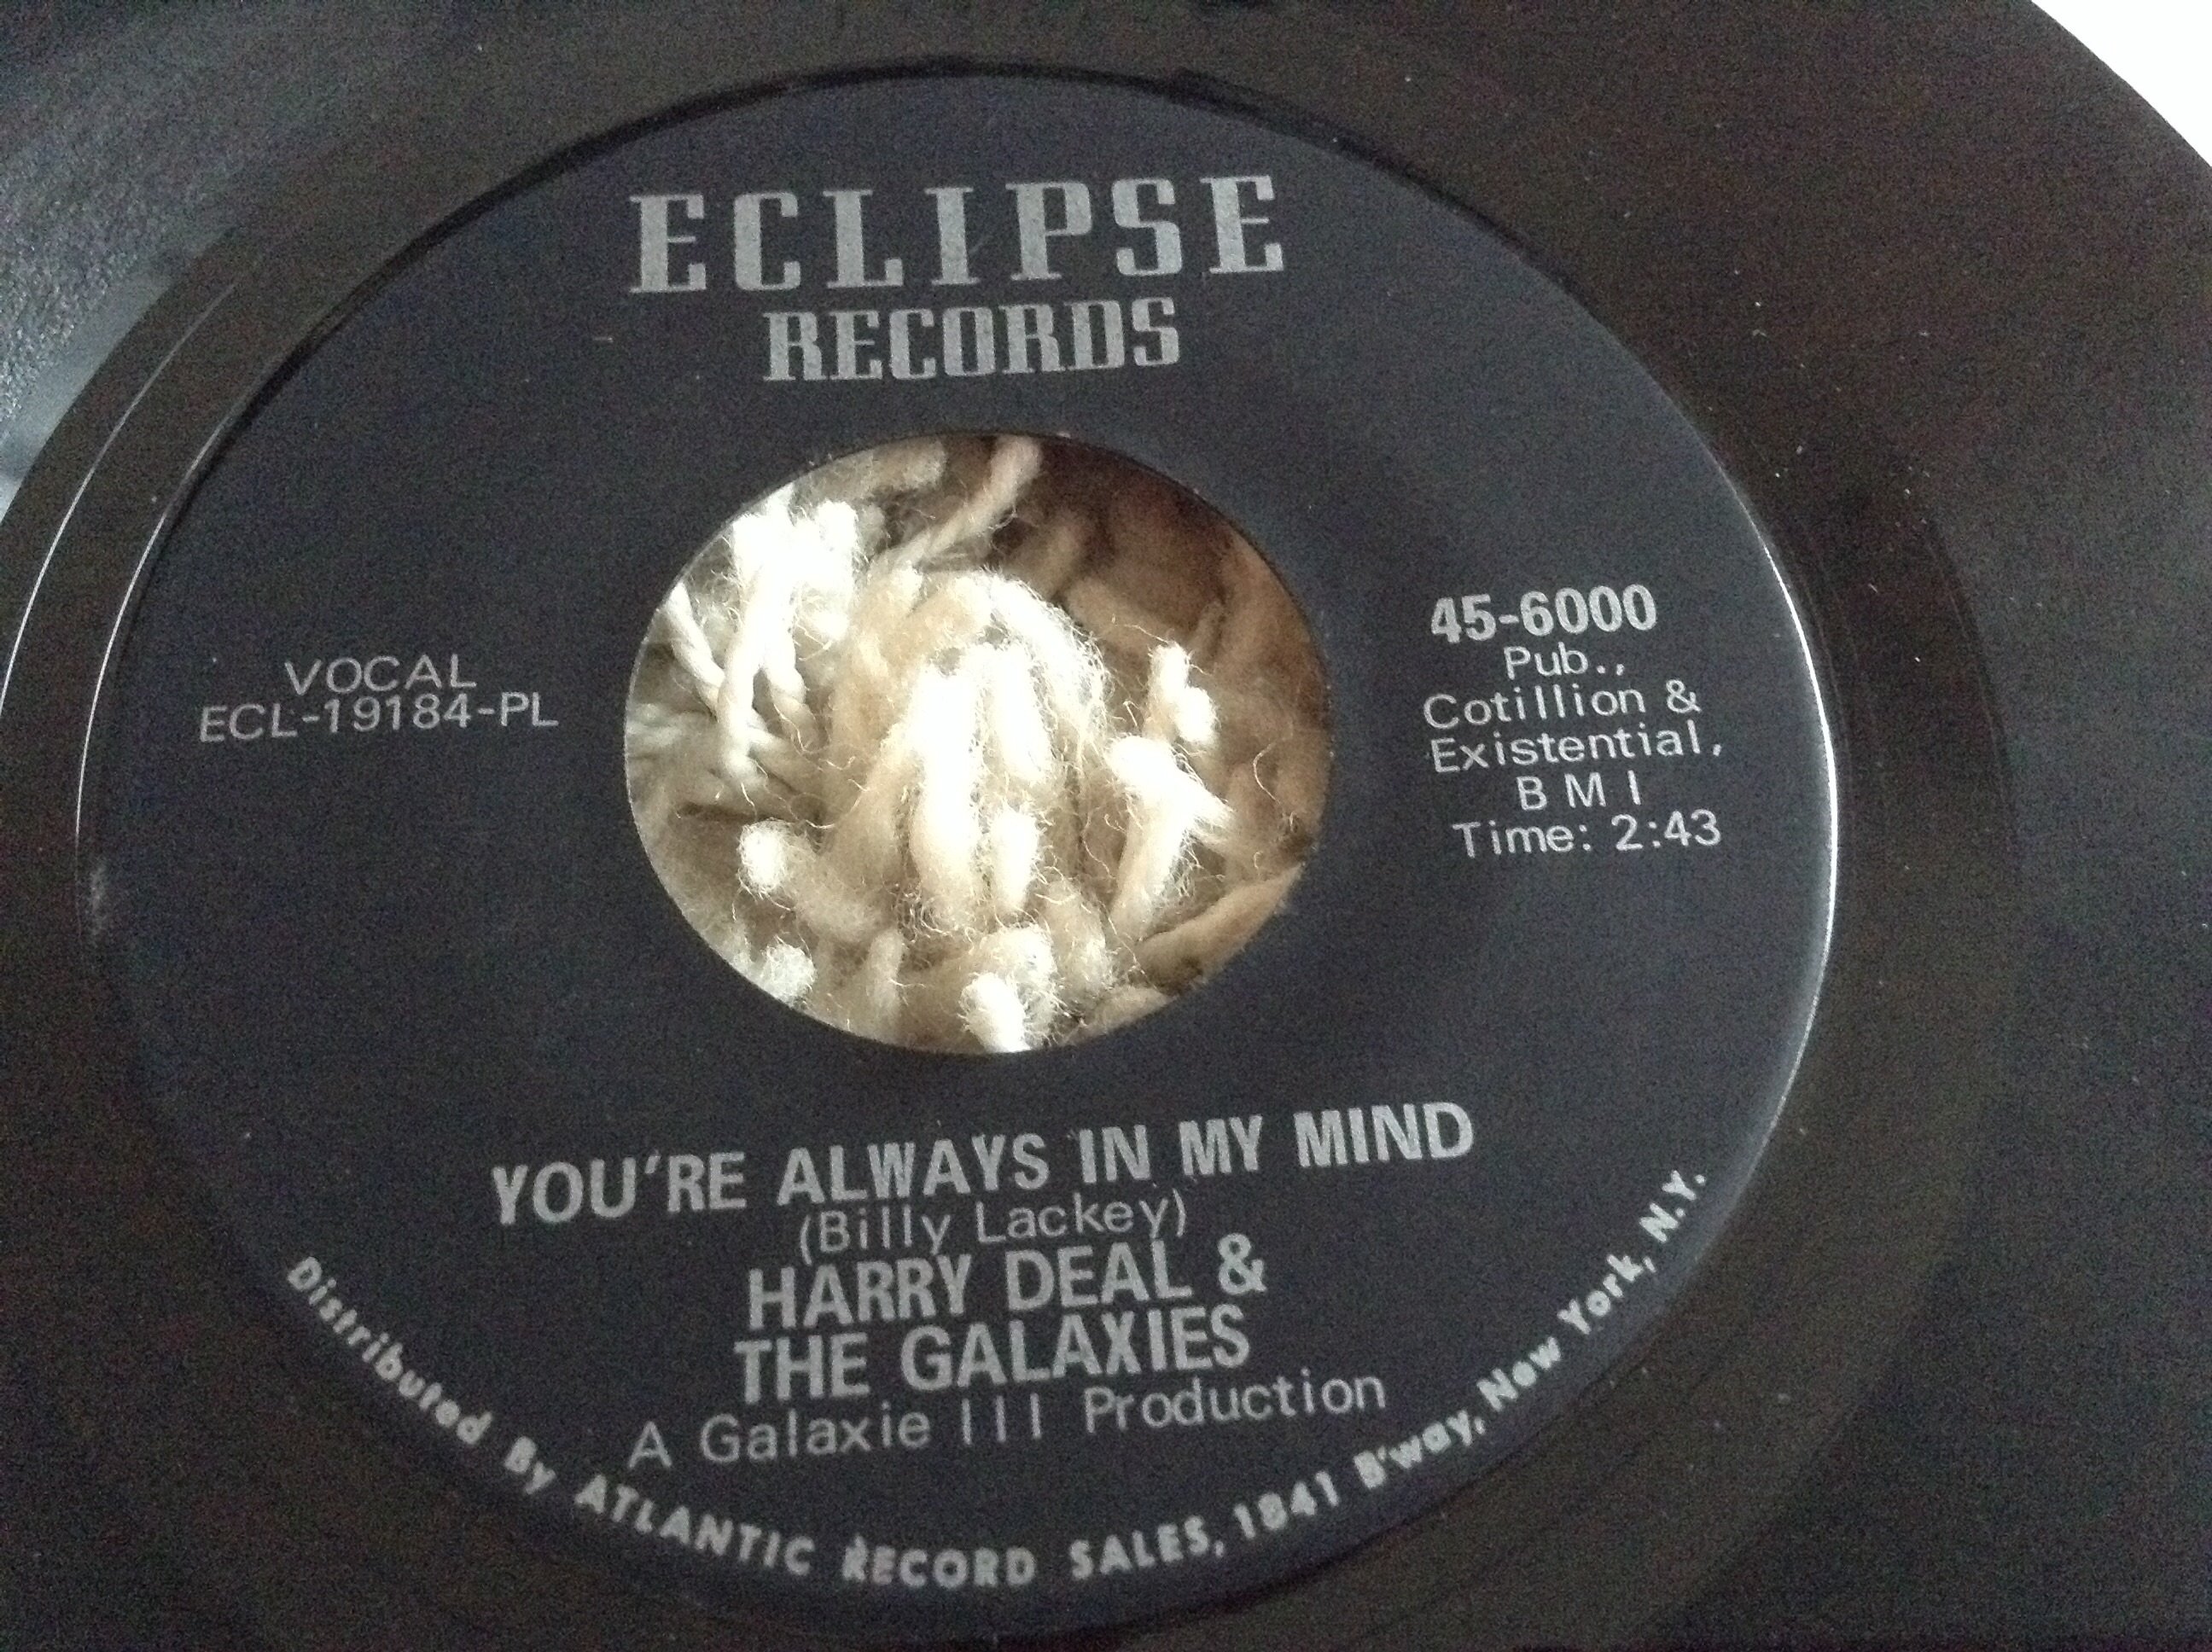 ECLIPSE
RECORDS
VOCAL
ECL-19184-PL
45-6000
Pub.,
Cotillion &
Existential,
BMI
Time: 2:43
YOU'RE ALWAYS IN MY MIND
(Billy Lackey)
HARRY DEAL &
THE GALAXIES
A Galaxie III Production
Distributed By ATLANTIC RECORD SALES, 1841 B'way, New York, N.Y.